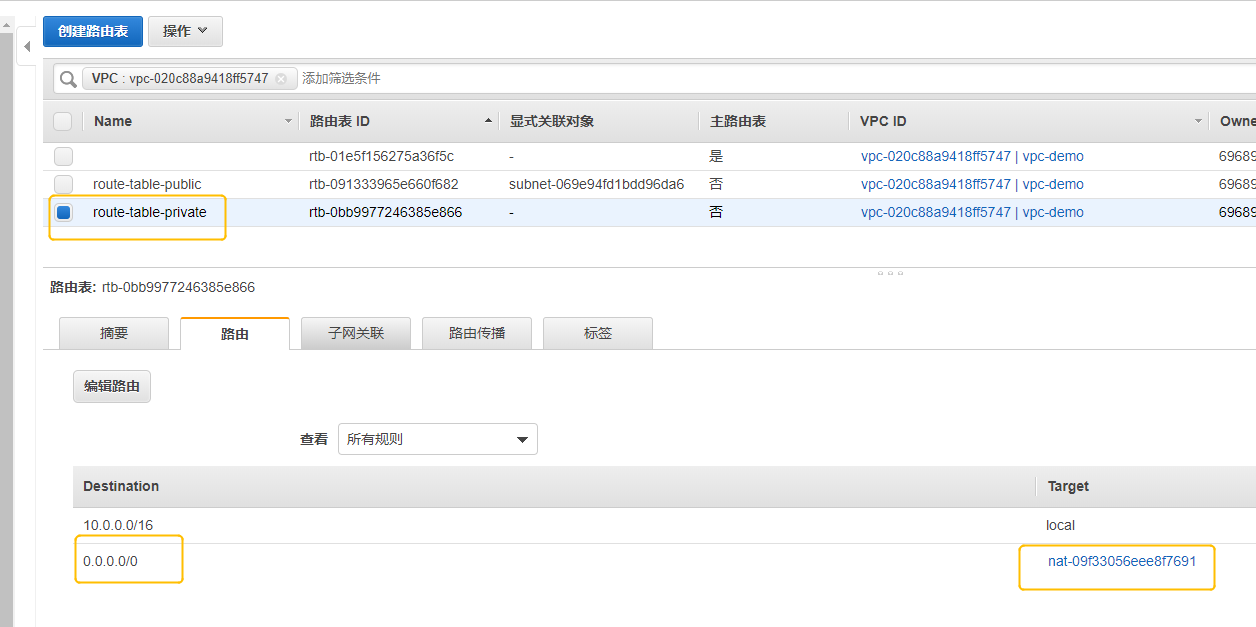 创建路由表 操作
VPC : vpc-020c88a9418ff5747 添加筛选条件
Name 路由表 ID 显式关联对象 主路由表 VPC ID Owne
rtb-01e5f156275a36f5c - 是 vpc-020c88a9418ff5747 | vpc-demo 69689
route-table-public rtb-091333965e660f682 subnet-069e94fd1bdd96da6 否 vpc-020c88a9418ff5747 | vpc-demo 69689
route-table-private rtb-0bb9977246385e866 - 否 vpc-020c88a9418ff5747 | vpc-demo 69689
路由表: rtb-0bb9977246385e866
摘要 路由 子网关联 路由传播 标签
编辑路由
查看 所有规则
Destination Target
10.0.0.0/16 local
0.0.0.0/0 nat-09f33056eee8f7691